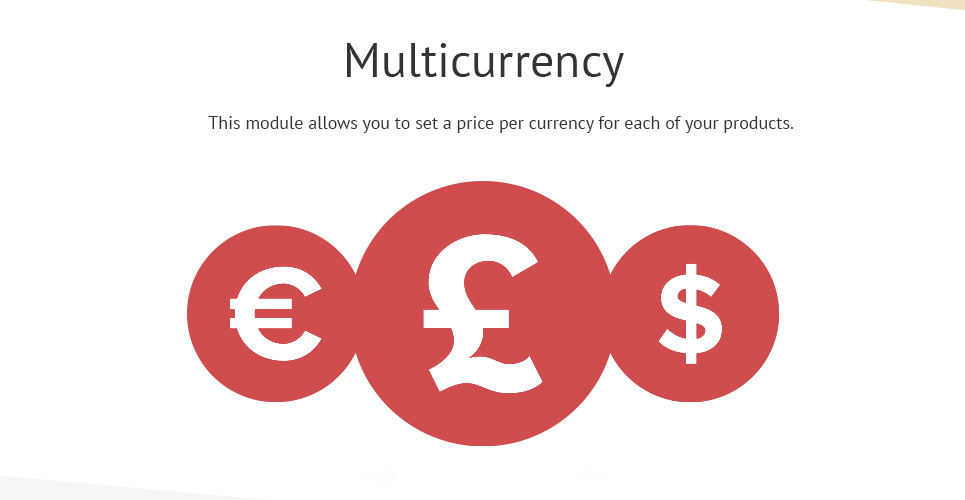 Multicurrency
This module allows you to set a price per currency for each of your products.
€ £ $